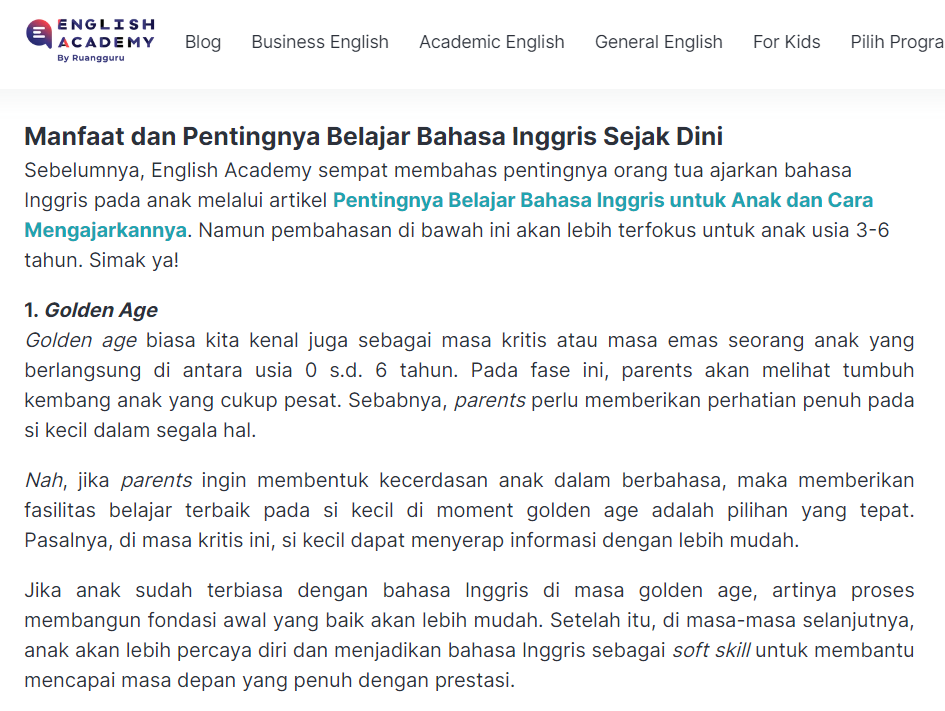 ENGLISH
ACADEMY
By Ruangguru
Blog Business English Academic English General English For Kids Pilih Progra
Manfaat dan Pentingnya Belajar Bahasa Inggris Sejak Dini
Sebelumnya, English Academy sempat membahas pentingnya orang tua ajarkan bahasa
Inggris pada anak melalui artikel Pentingnya Belajar Bahasa Inggris untuk Anak dan Cara
Mengajarkannya. Namun pembahasan di bawah ini akan lebih terfokus untuk anak usia 3-6
tahun. Simak ya!
1. Golden Age
Golden age biasa kita kenal juga sebagai masa kritis atau masa emas seorang anak yang
berlangsung di antara usia 0 s.d. 6 tahun. Pada fase ini, parents akan melihat tumbuh
kembang anak yang cukup pesat. Sebabnya, parents perlu memberikan perhatian penuh pada
si kecil dalam segala hal.
Nah, jika parents ingin membentuk kecerdasan anak dalam berbahasa, maka memberikan
fasilitas belajar terbaik pada si kecil di moment golden age adalah pilihan yang tepat.
Pasalnya, di masa kritis ini, si kecil dapat menyerap informasi dengan lebih mudah.
Jika anak sudah terbiasa dengan bahasa Inggris di masa golden age, artinya proses
membangun fondasi awal yang baik akan lebih mudah. Setelah itu, di masa-masa selanjutnya,
anak akan lebih percaya diri dan menjadikan bahasa Inggris sebagai soft skill untuk membantu
mencapai masa depan yang penuh dengan prestasi.